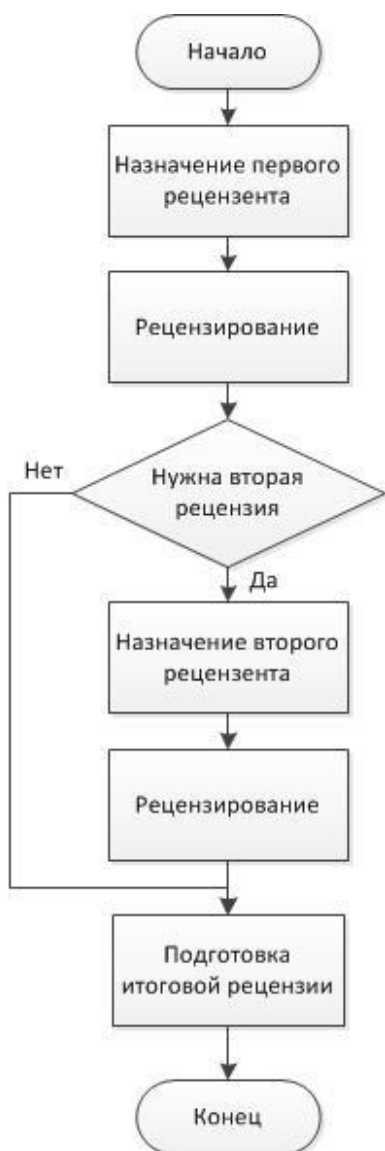 Начало
Назначение первого
рецензента
Рецензирование
Нет
Нужна вторая
рецензия
Да
Назначение второго
рецензента
Рецензирование
Подготовка
итоговой рецензии
Конец